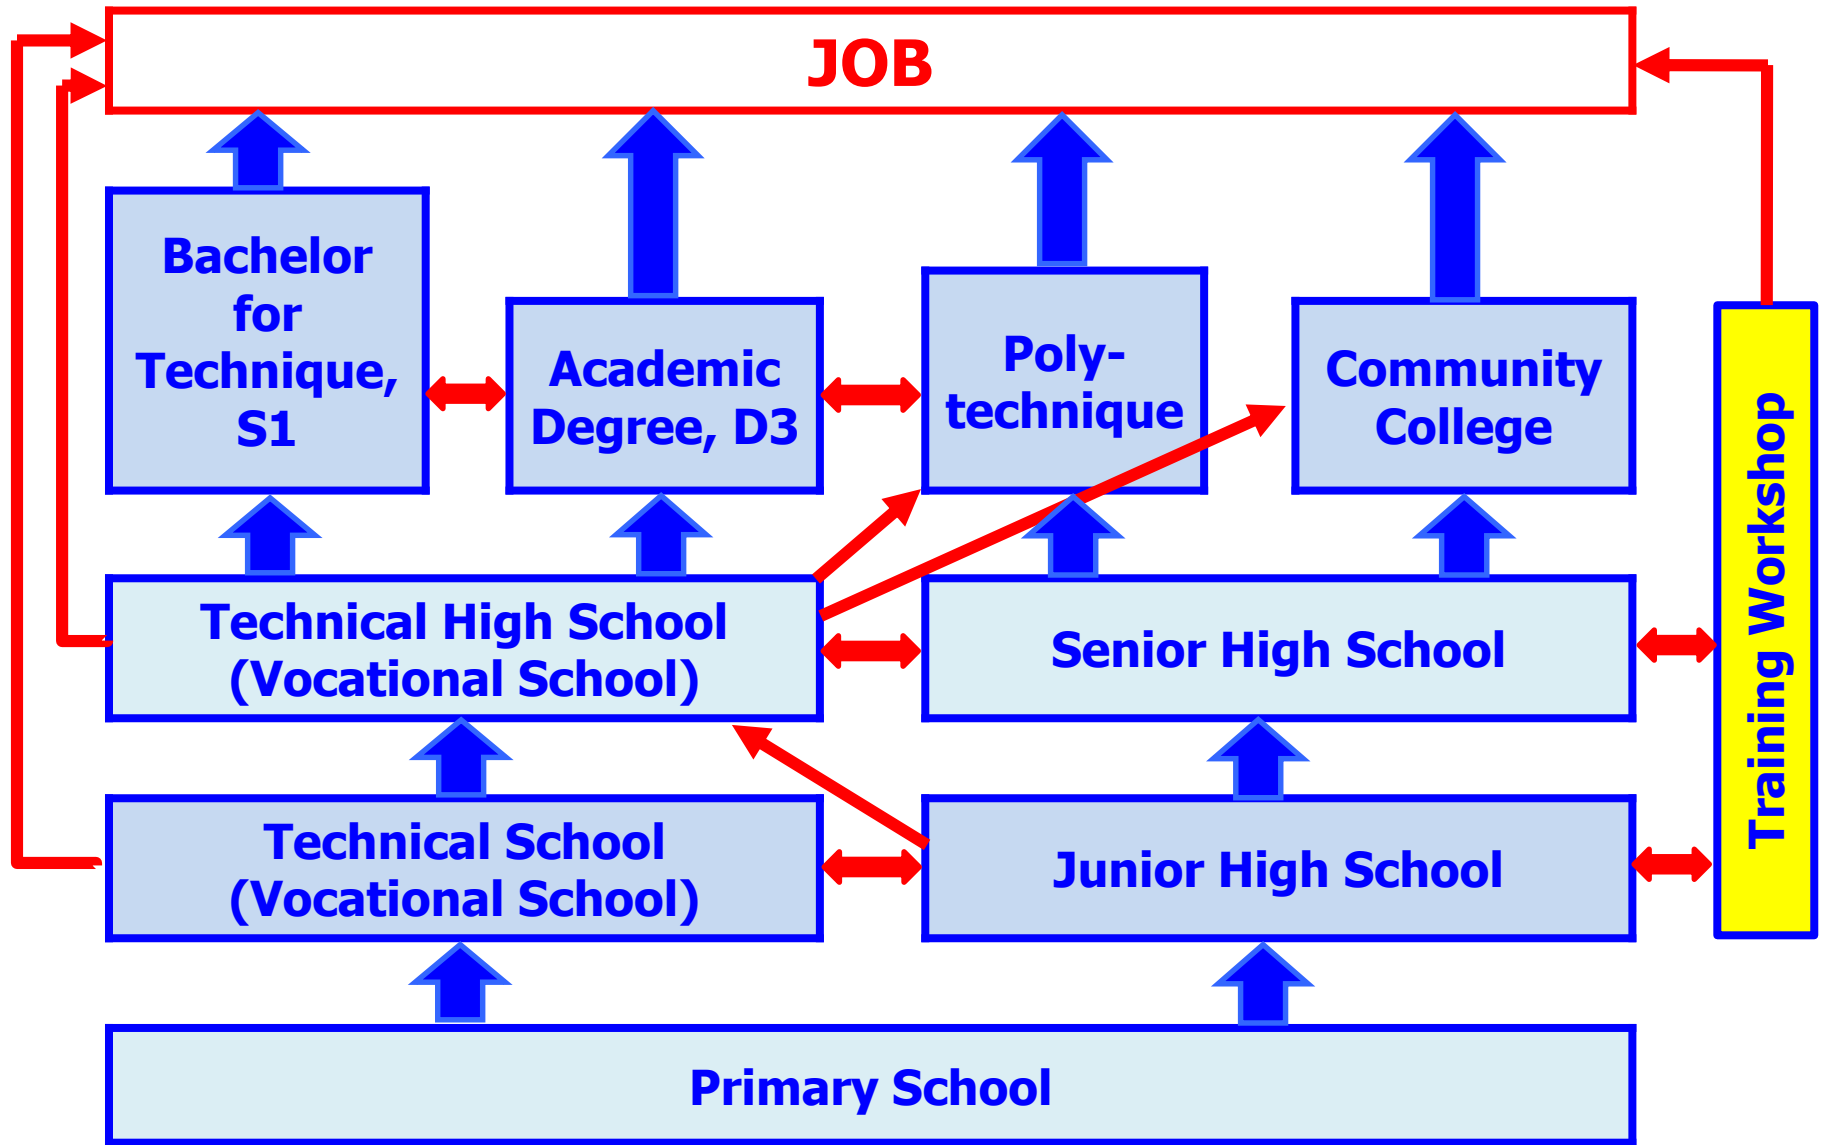 JOB
Bachelor
for
Technique,
S1
Academic
Degree, D3
Poly-
technique
Community
College
Technical High School
(Vocational School)
Senior High School
Technical School
(Vocational School)
Junior High School
Training Workshop
Primary School